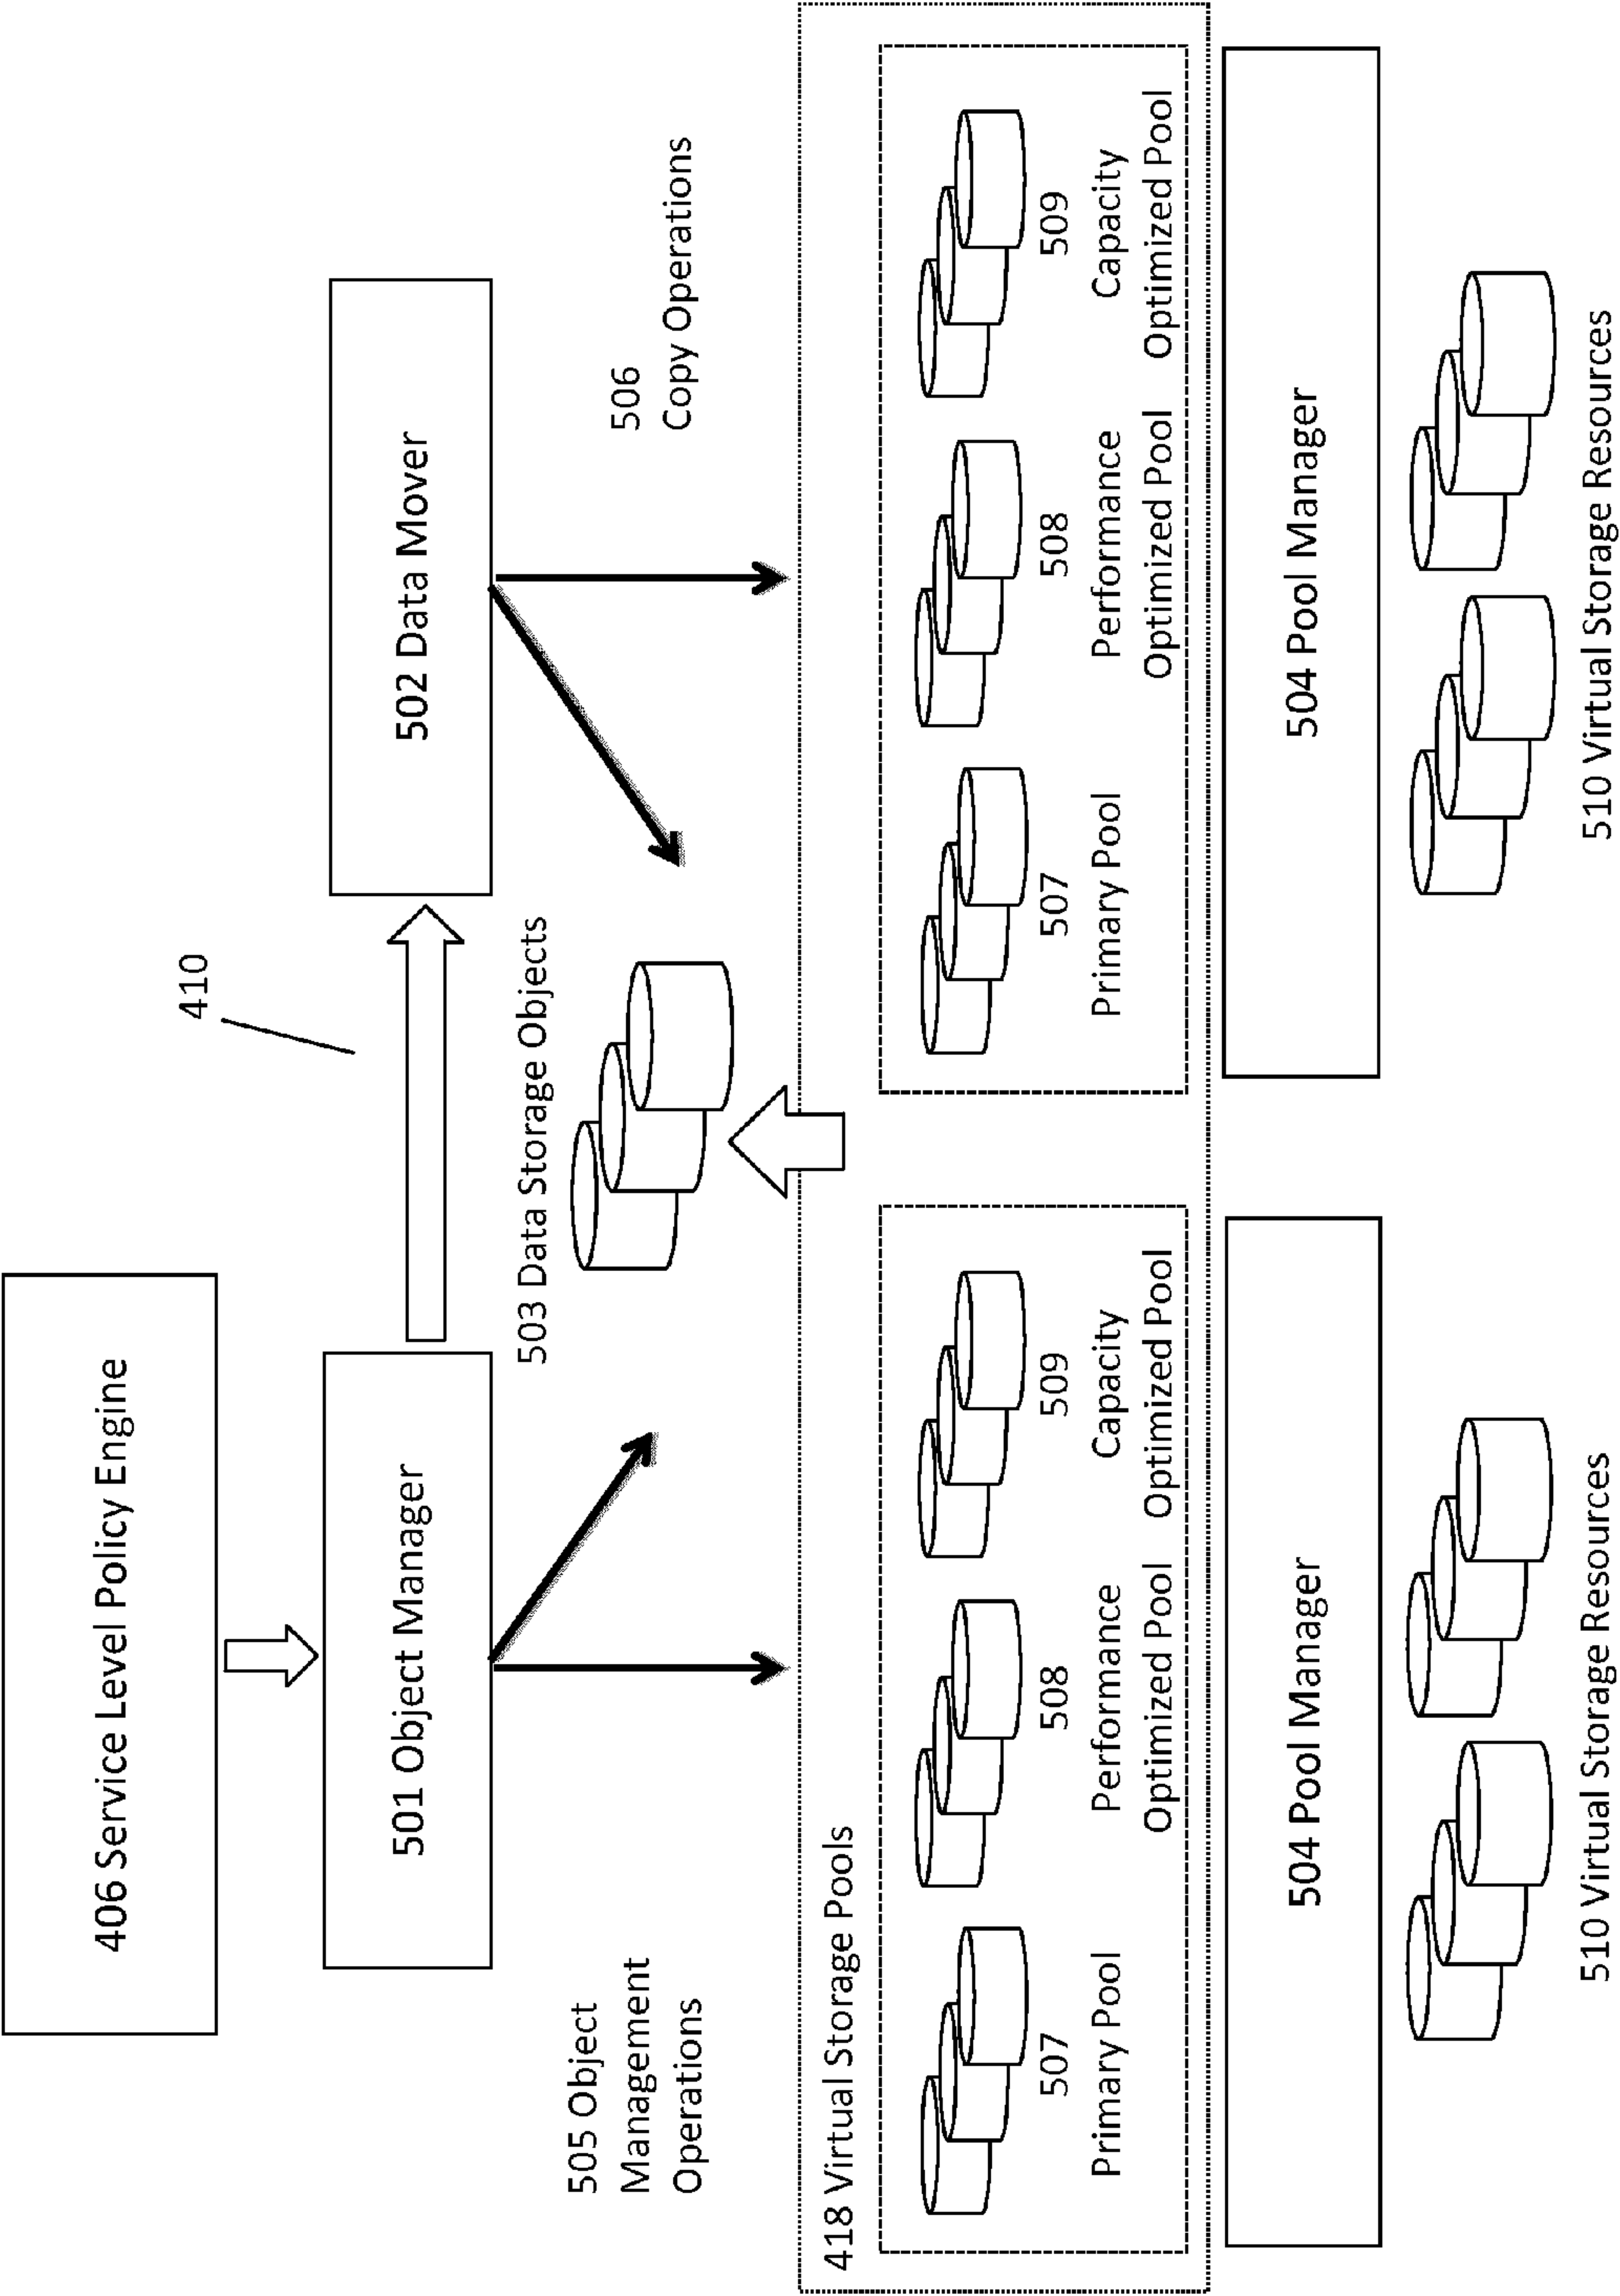 406 Service Level Policy Engine
410
501 Object Manager
502 Data Mover
503 Data Storage Objects
505 Object
Management
Operations
506
Copy Operations
418 Virtual Storage Pools
507
Primary Pool
508
Performance
Optimized Pool
509
Capacity
Optimized Pool
507
Primary Pool
508
Performance
Optimized Pool
509
Capacity
Optimized Pool
504 Pool Manager
504 Pool Manager
510 Virtual Storage Resources
510 Virtual Storage Resources